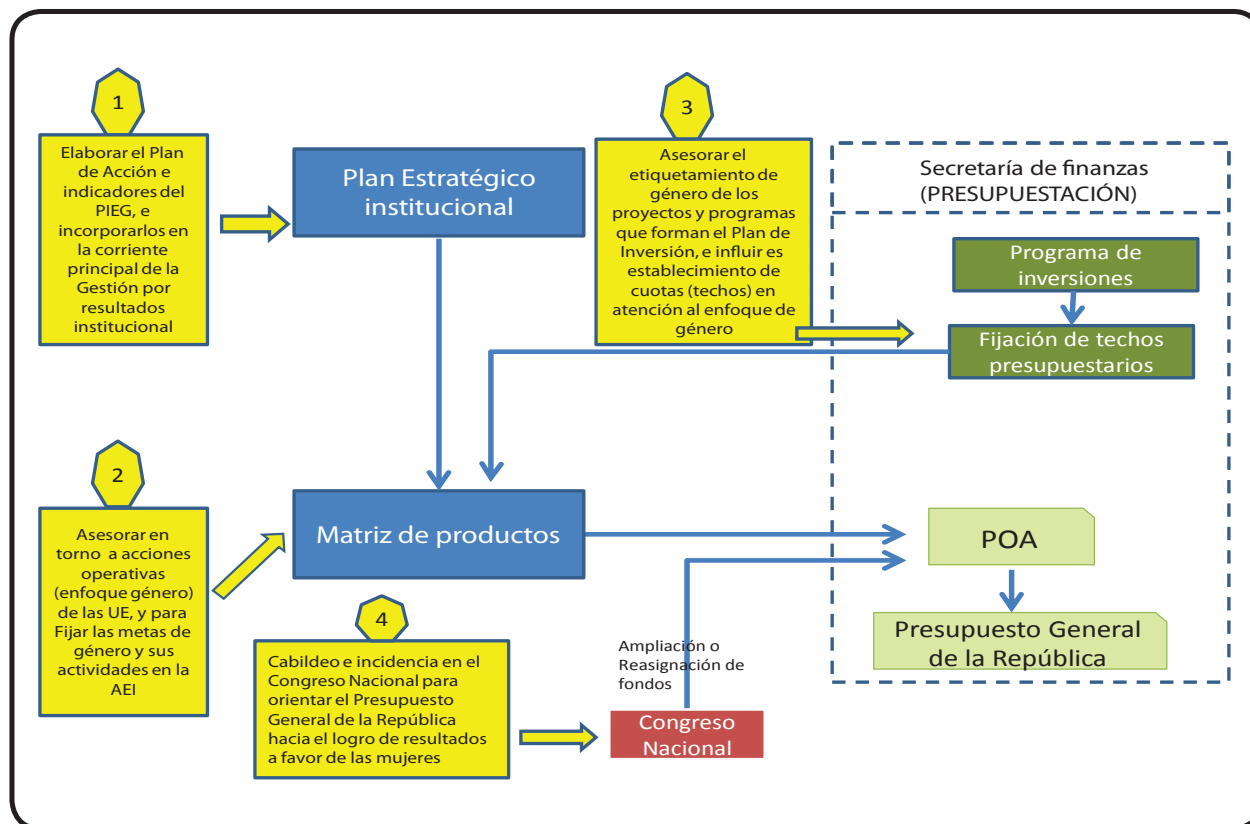 1
Elaborar el Plan
de Acción e
indicadores del
PIEG, e
incorporarlos en
la corriente
principal de la
Gestión por
resultados
institucional
Plan Estratégico
institucional
3
Asesorar el
etiquetamiento de
género de los
proyectos y programas
que forman el Plan de
Inversión, e influir es
establecimiento de
cuotas (techos) en
atención al enfoque de
género
Secretaría de finanzas
(PRESUPUESTACIÓN)
Programa de
inversiones
Fijación de techos
presupuestarios
2
Asesorar en
torno a acciones
operativas
(enfoque género)
de las UE, y para
Fijar las metas de
género y sus
actividades en la
AEI
Matriz de productos
POA
Presupuesto General
de la República
4
Cabildeo e incidencia en el
Congreso Nacional para
orientar el Presupuesto
General de la República
hacia el logro de resultados
a favor de las mujeres
Ampliación o
Reasignación de
fondos
Congreso
Nacional